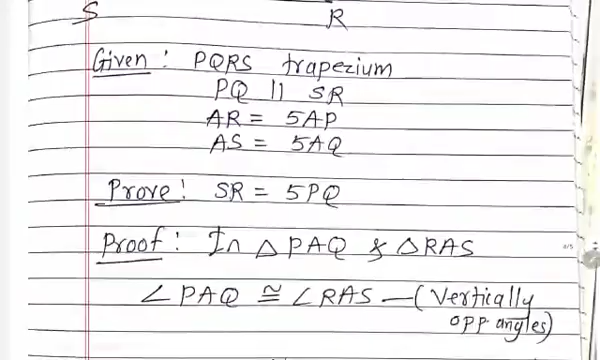 S R
Given : PQRS trapezium
PQ || SR
AR = 5AP
AS = 5AQ
Prove : SR = 5PQ
Proof : In △PAQ & △RAS
∠PAQ ≅ ∠RAS —(Vertically
opp. angles)